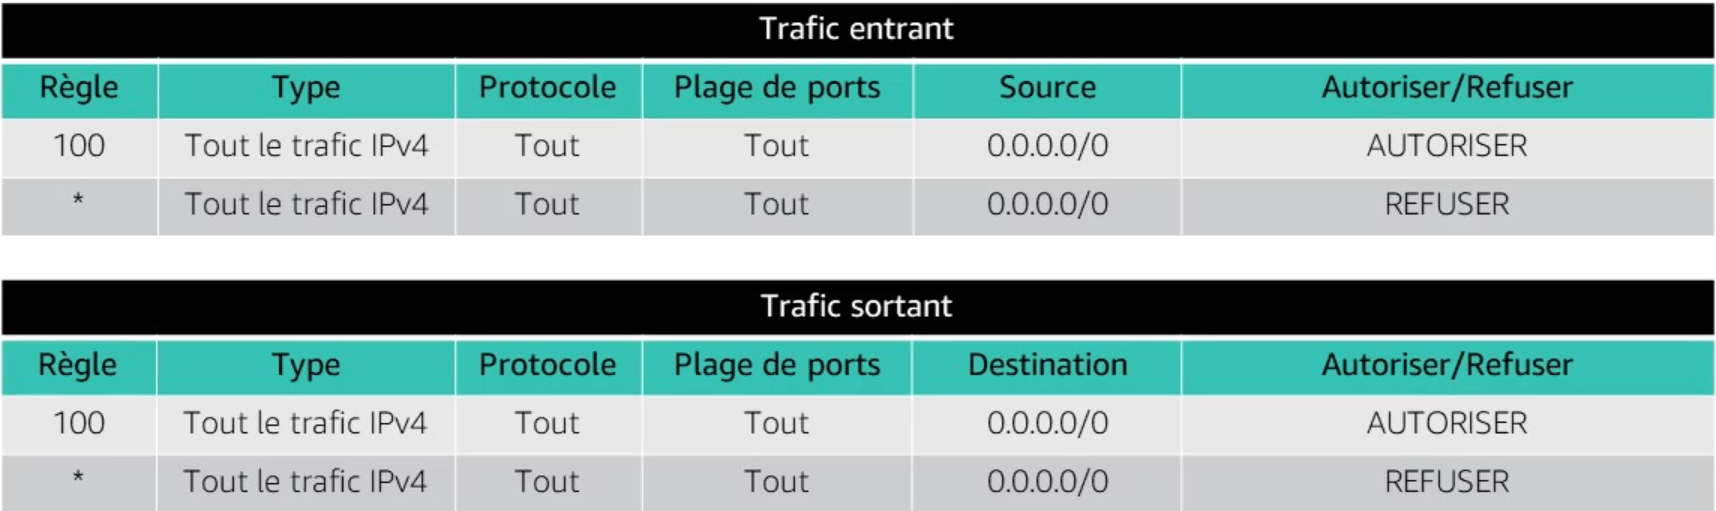 Trafic entrant
Règle Type Protocole Plage de ports Source Autoriser/Refuser
100 Tout le trafic IPv4 Tout Tout 0.0.0.0/0 AUTORISER
* Tout le trafic IPv4 Tout Tout 0.0.0.0/0 REFUSER
Trafic sortant
Règle Type Protocole Plage de ports Destination Autoriser/Refuser
100 Tout le trafic IPv4 Tout Tout 0.0.0.0/0 AUTORISER
* Tout le trafic IPv4 Tout Tout 0.0.0.0/0 REFUSER